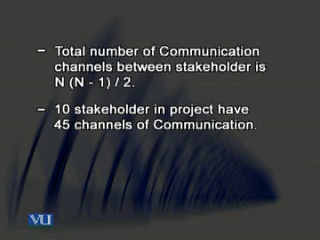 – Total number of Communication
channels between stakeholder is
N (N - 1) / 2.
– 10 stakeholder in project have
45 channels of Communication.
VU